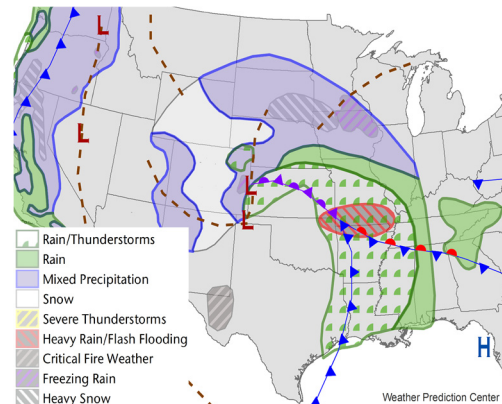 L
L
L
L
Rain/Thunderstorms
Rain
Mixed Precipitation
Snow
Severe Thunderstorms
Heavy Rain/Flash Flooding
Critical Fire Weather
Freezing Rain
Heavy Snow
H
Weather Prediction Center